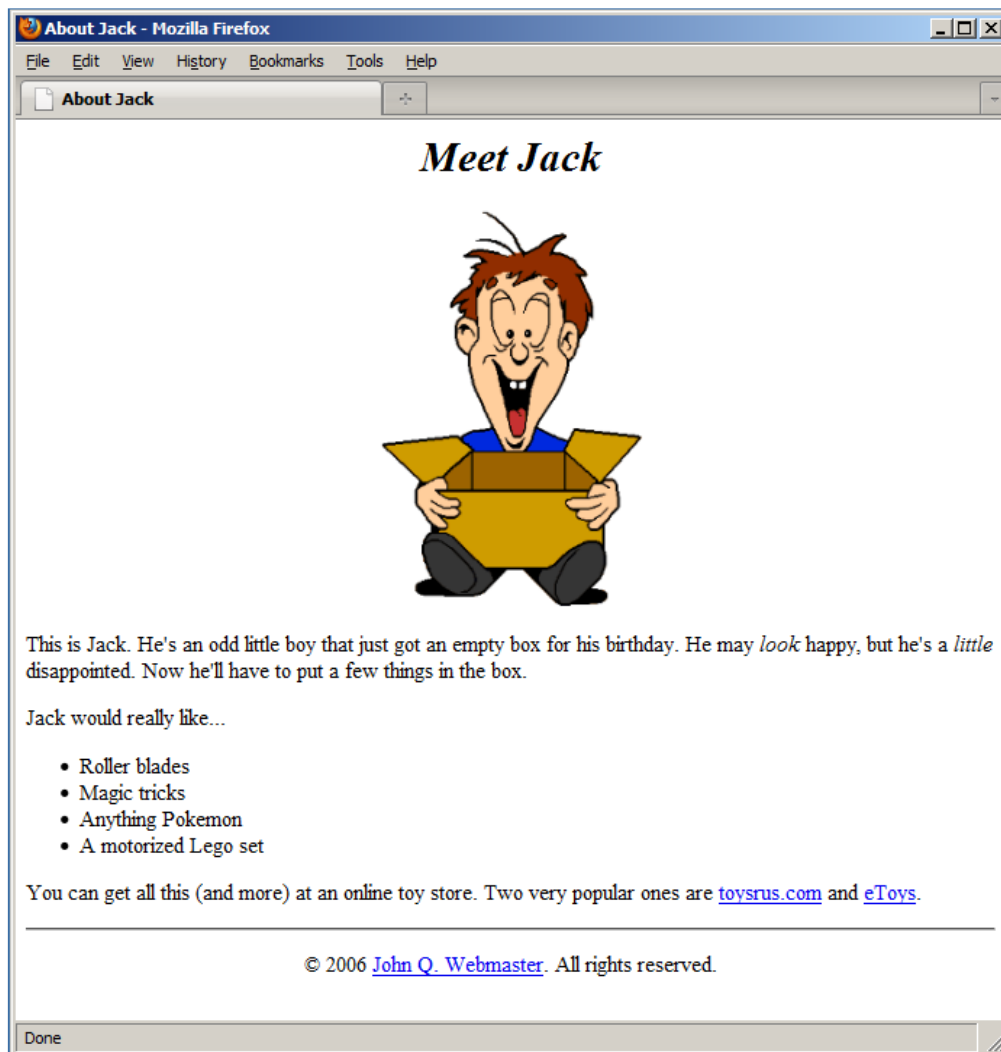 About Jack - Mozilla Firefox
File Edit View History Bookmarks Tools Help
About Jack
Meet Jack
This is Jack. He's an odd little boy that just got an empty box for his birthday. He may look happy, but he's a little
disappointed. Now he'll have to put a few things in the box.
Jack would really like...
• Roller blades
• Magic tricks
• Anything Pokemon
• A motorized Lego set
You can get all this (and more) at an online toy store. Two very popular ones are toysrus.com and eToys.
© 2006 John Q. Webmaster. All rights reserved.
Done